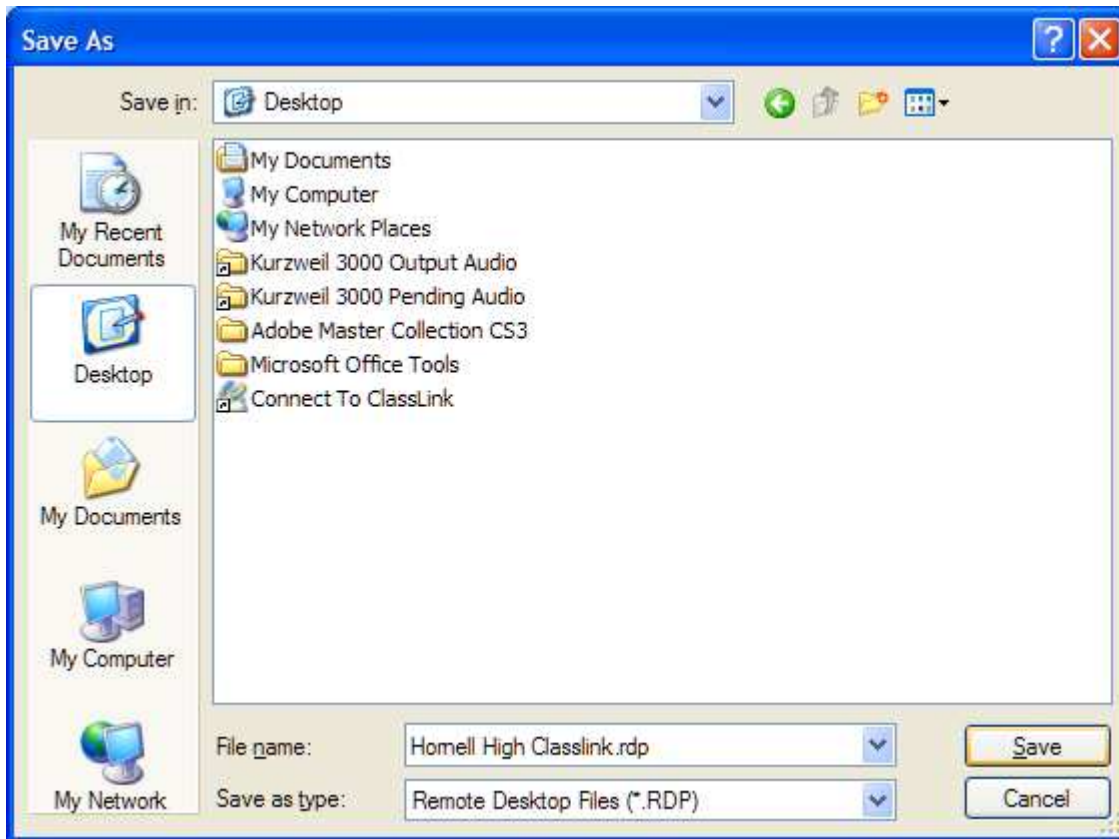 Save As
Save in:
Desktop
My Recent
Documents
Desktop
My Documents
My Computer
My Network
My Documents
My Computer
My Network Places
Kurzweil 3000 Output Audio
Kurzweil 3000 Pending Audio
Adobe Master Collection CS3
Microsoft Office Tools
Connect To ClassLink
File name:
Hornell High Classlink.rdp
Save
Save as type:
Remote Desktop Files (*.RDP)
Cancel